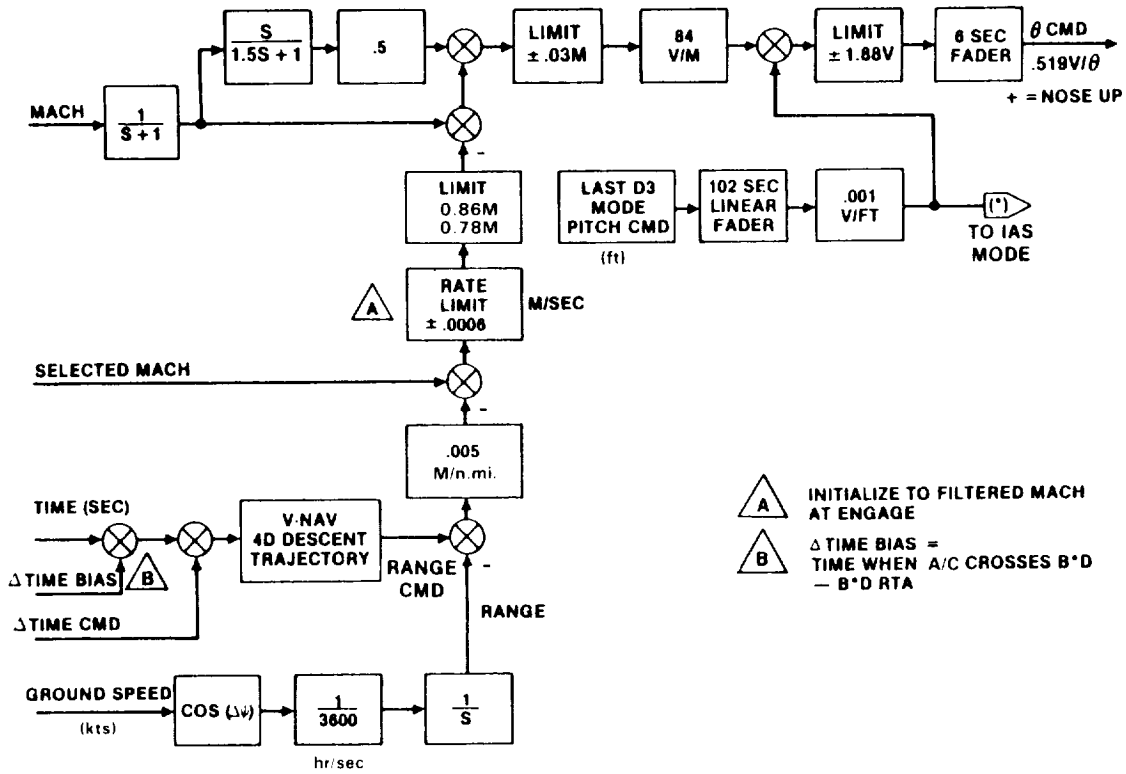 S
1.5S + 1
.5
LIMIT
± .03M
84
V/M
LIMIT
± 1.88V
6 SEC
FADER
θ CMD
.519V/θ
+ = NOSE UP
MACH
1
S + 1
–
LIMIT
0.86M
0.78M
LAST D3
MODE
PITCH CMD
(ft)
102 SEC
LINEAR
FADER
.001
V/FT
(*)
TO IAS
MODE
A
RATE
LIMIT
± .0006
M/SEC
SELECTED MACH
–
.005
M/n.mi.
TIME (SEC)
V-NAV
4D DESCENT
TRAJECTORY
Δ TIME BIAS
B
RANGE
CMD
–
Δ TIME CMD
RANGE
A
INITIALIZE TO FILTERED MACH
AT ENGAGE
B
Δ TIME BIAS =
TIME WHEN A/C CROSSES B*D
— B*D RTA
GROUND SPEED
(kts)
COS (Δψ)
1
3600
hr/sec
1
S